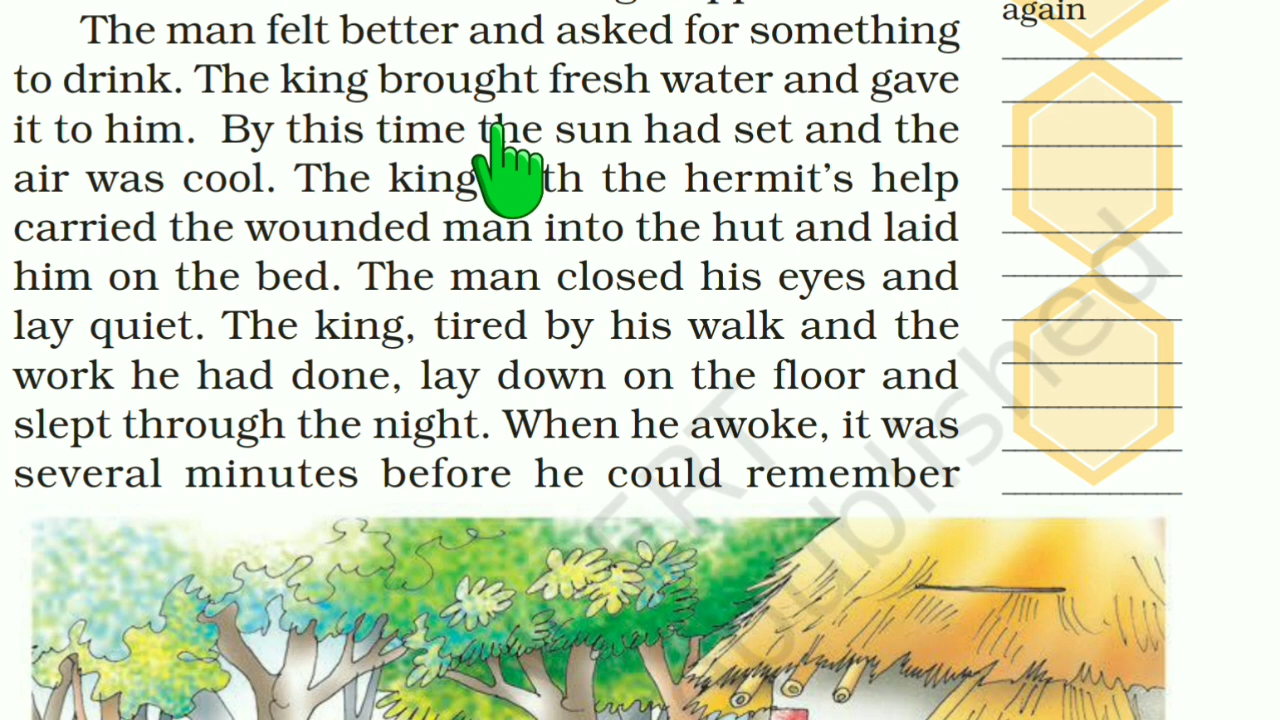 The man felt better and asked for something
to drink. The king brought fresh water and gave
it to him. By this time the sun had set and the
air was cool. The king th the hermit's help
carried the wounded man into the hut and laid
him on the bed. The man closed his eyes and
lay quiet. The king, tired by his walk and the
work he had done, lay down on the floor and
slept through the night. When he awoke, it was
several minutes before he could remember
again